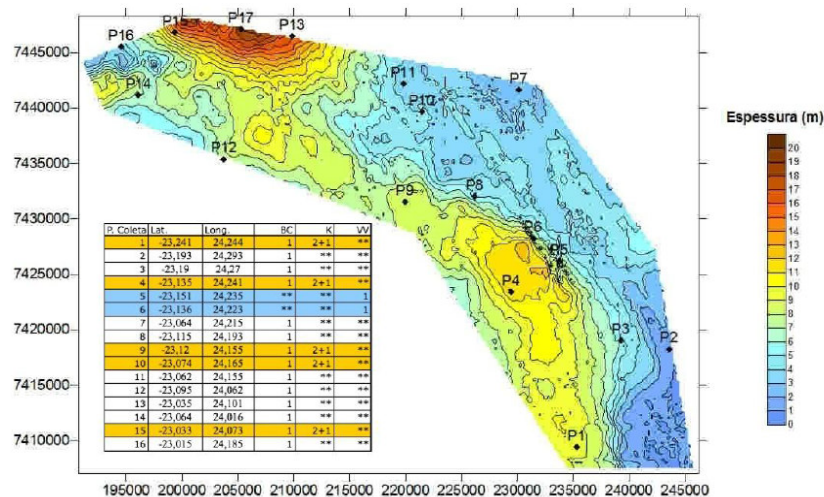 P17
P15
P13
P16
7445000
P11
P7
P14
7440000
P10
Espessura (m)
20
19
18
17
16
15
14
13
12
11
10
9
8
7
6
5
4
3
2
1
0
P12
7435000
P8
P9
7430000
P6
P5
P. Coleta Lat. Long. BC K VV
1 -23,241 24,244 1 2+1 **
2 -23,193 24,293 1 ** **
3 -23,19 24,27 1 ** **
4 -23,135 24,241 1 2+1 **
5 -23,151 24,235 ** ** 1
6 -23,136 24,223 ** ** 1
7 -23,064 24,215 1 ** **
8 -23,115 24,193 1 ** **
9 -23,12 24,155 1 2+1 **
10 -23,074 24,165 1 2+1 **
11 -23,062 24,155 1 ** **
12 -23,095 24,062 1 ** **
13 -23,035 24,101 1 ** **
14 -23,064 24,016 1 ** **
15 -23,033 24,073 1 2+1 **
16 -23,015 24,185 1 ** **
7425000
P4
7420000
P3
P2
7415000
7410000
P1
195000 200000 205000 210000 215000 220000 225000 230000 235000 240000 245000